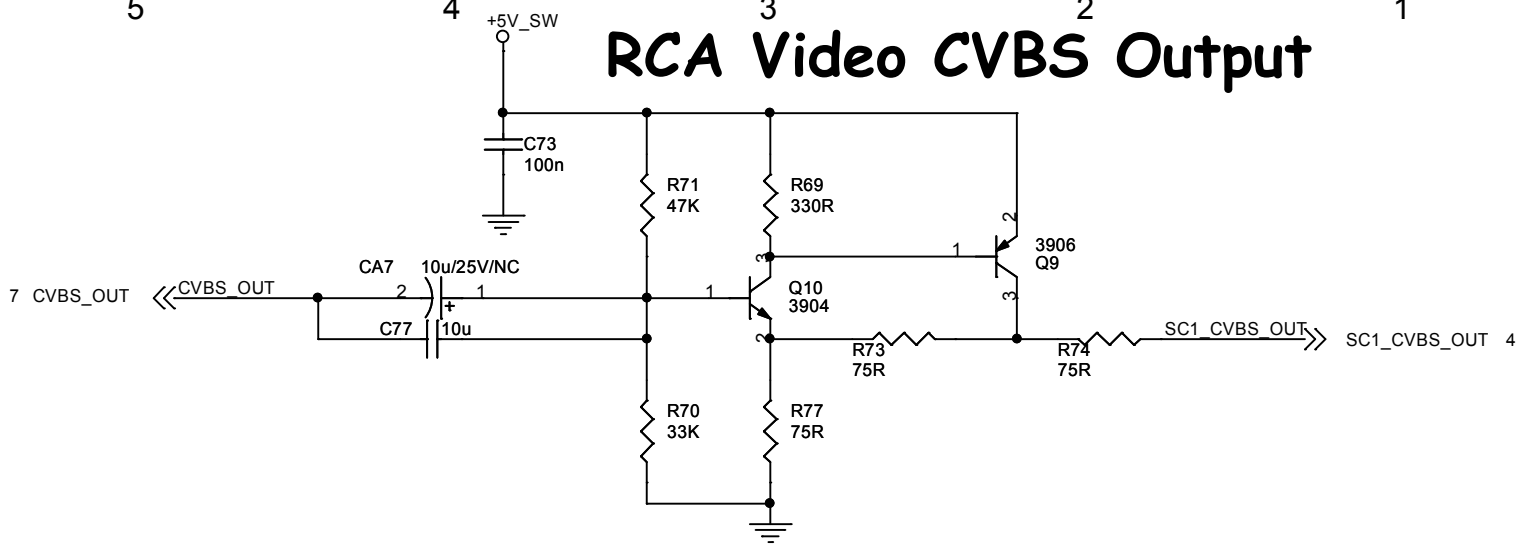 5 4 3 2 1
+5V_SW
RCA Video CVBS Output
C73
100n
R71
47K
R69
330R
2
1
3906
Q9
3
3
CA7 10u/25V/NC
7 CVBS_OUT
CVBS_OUT
2 1
1
Q10
3904
C77 10u
2
R73
75R
R74
75R
SC1_CVBS_OUT
SC1_CVBS_OUT 4
R70
33K
R77
75R